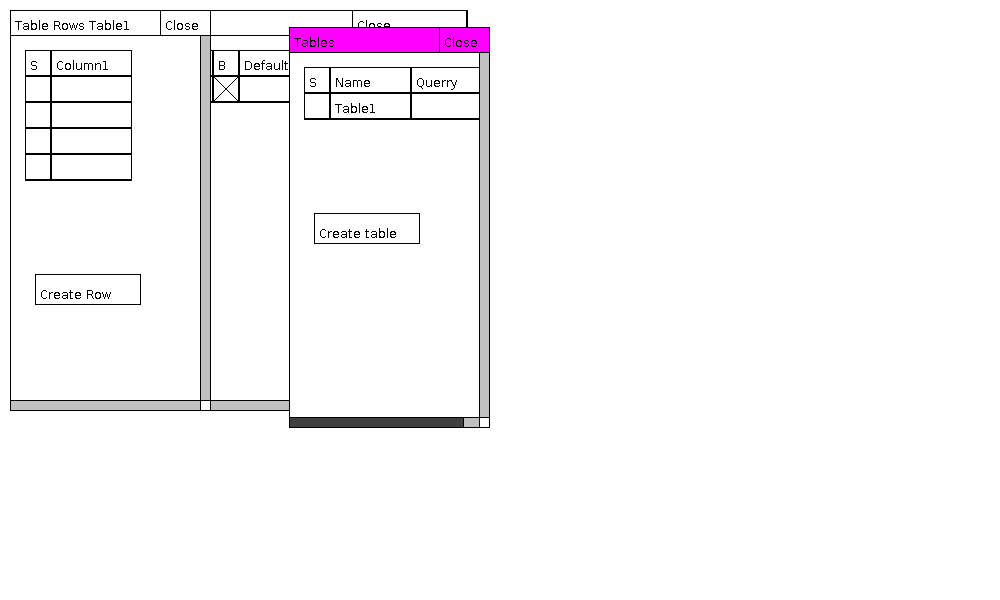 Table Rows Table1 Close
S Column1
Create Row
Close
B Default
Tables Close
S Name Querry
Table1
Create table